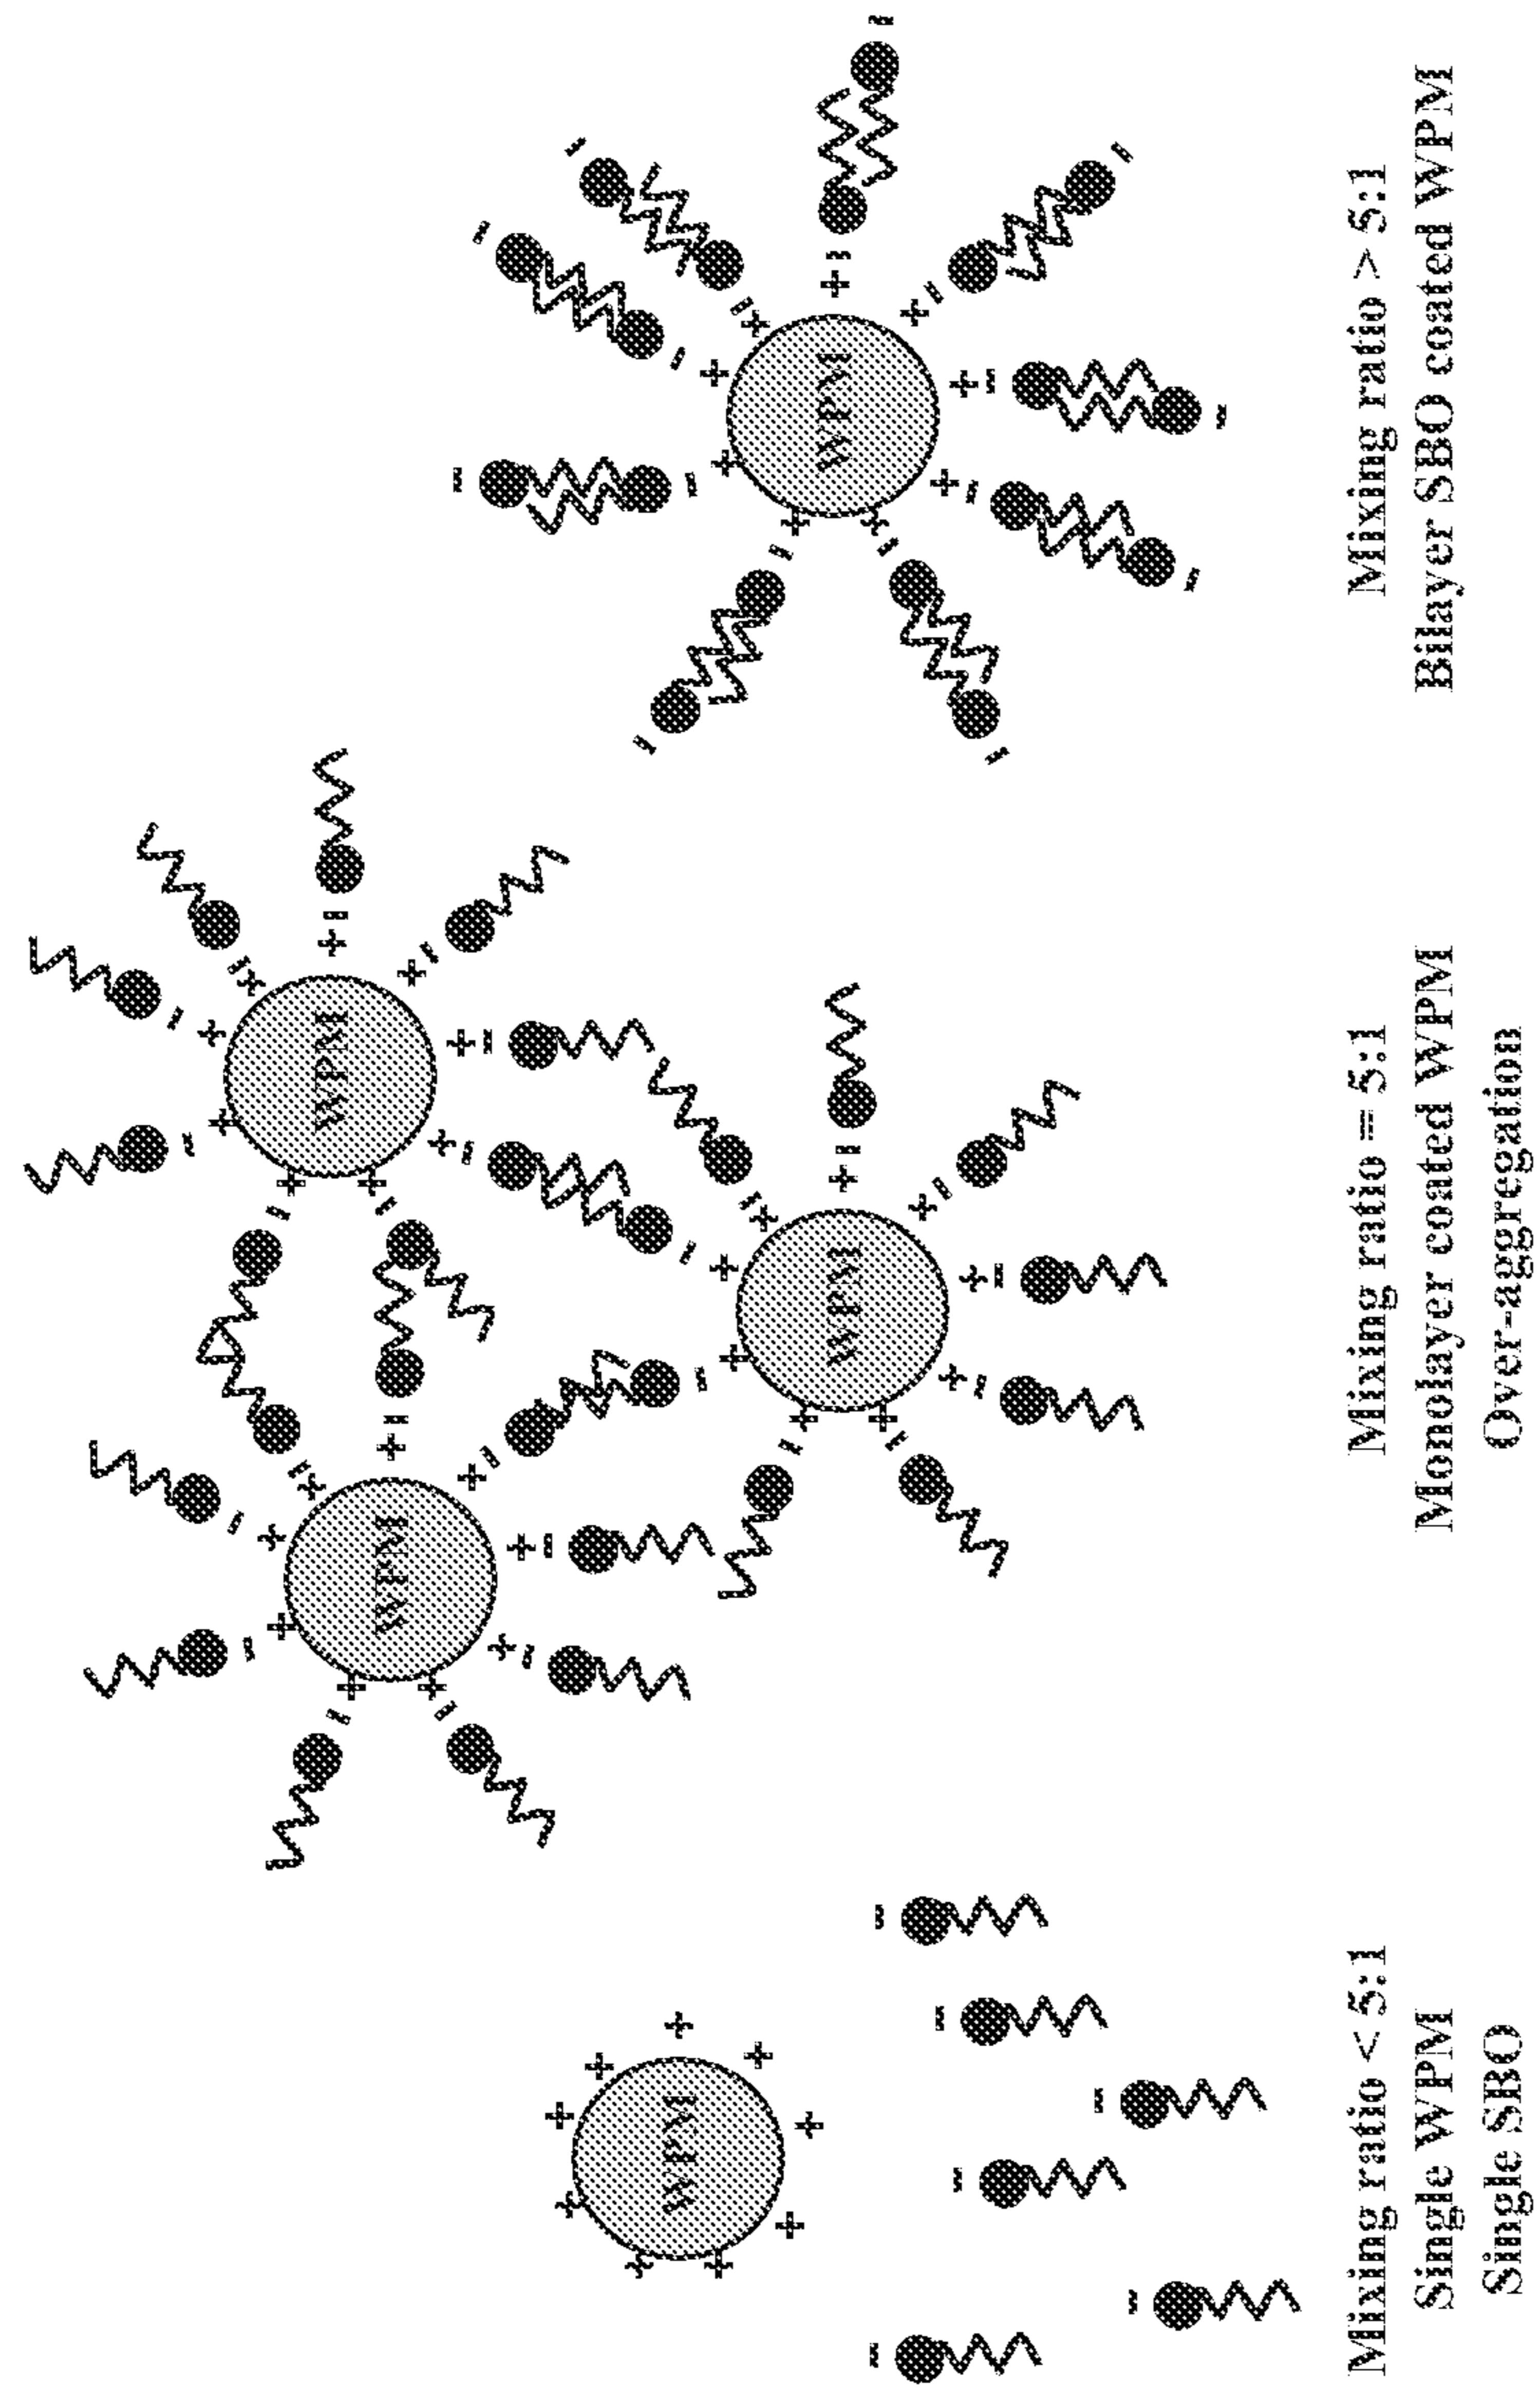 WPM
Mixing ratio < 5:1
Single WPM
Single SBO
WPM
WPM
WPM
Mixing ratio = 5:1
Monolayer coated WPM
Over-aggregation
WPM
Mixing ratio > 5:1
Bilayer SBO coated WPM